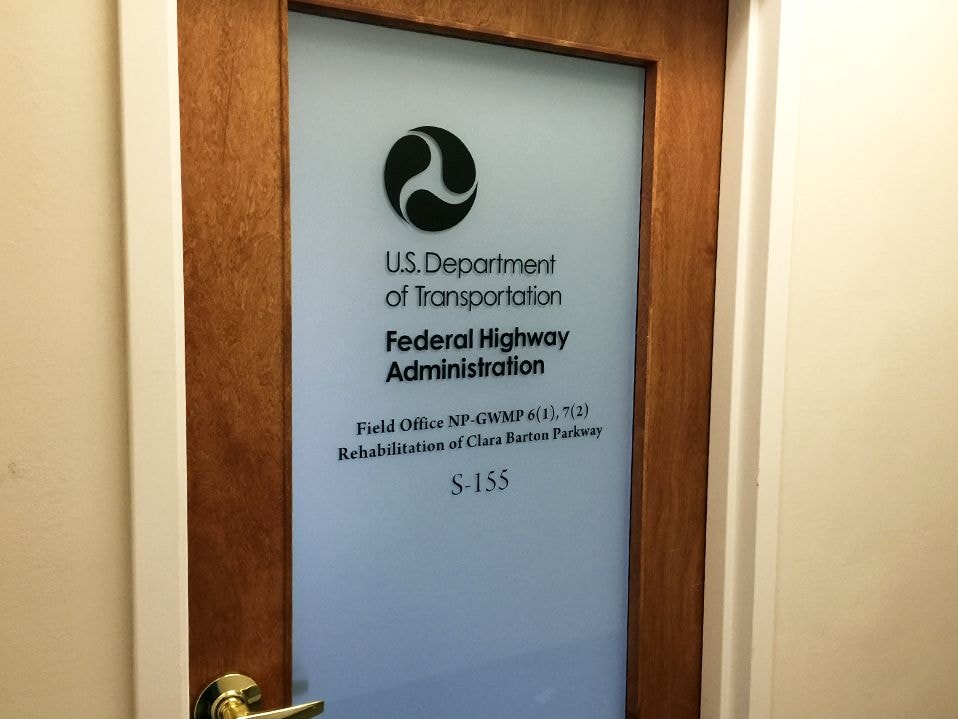 U.S. Department
of Transportation
Federal Highway
Administration
Field Office NP-GWMP 6(1), 7(2)
Rehabilitation of Clara Barton Parkway
S-155